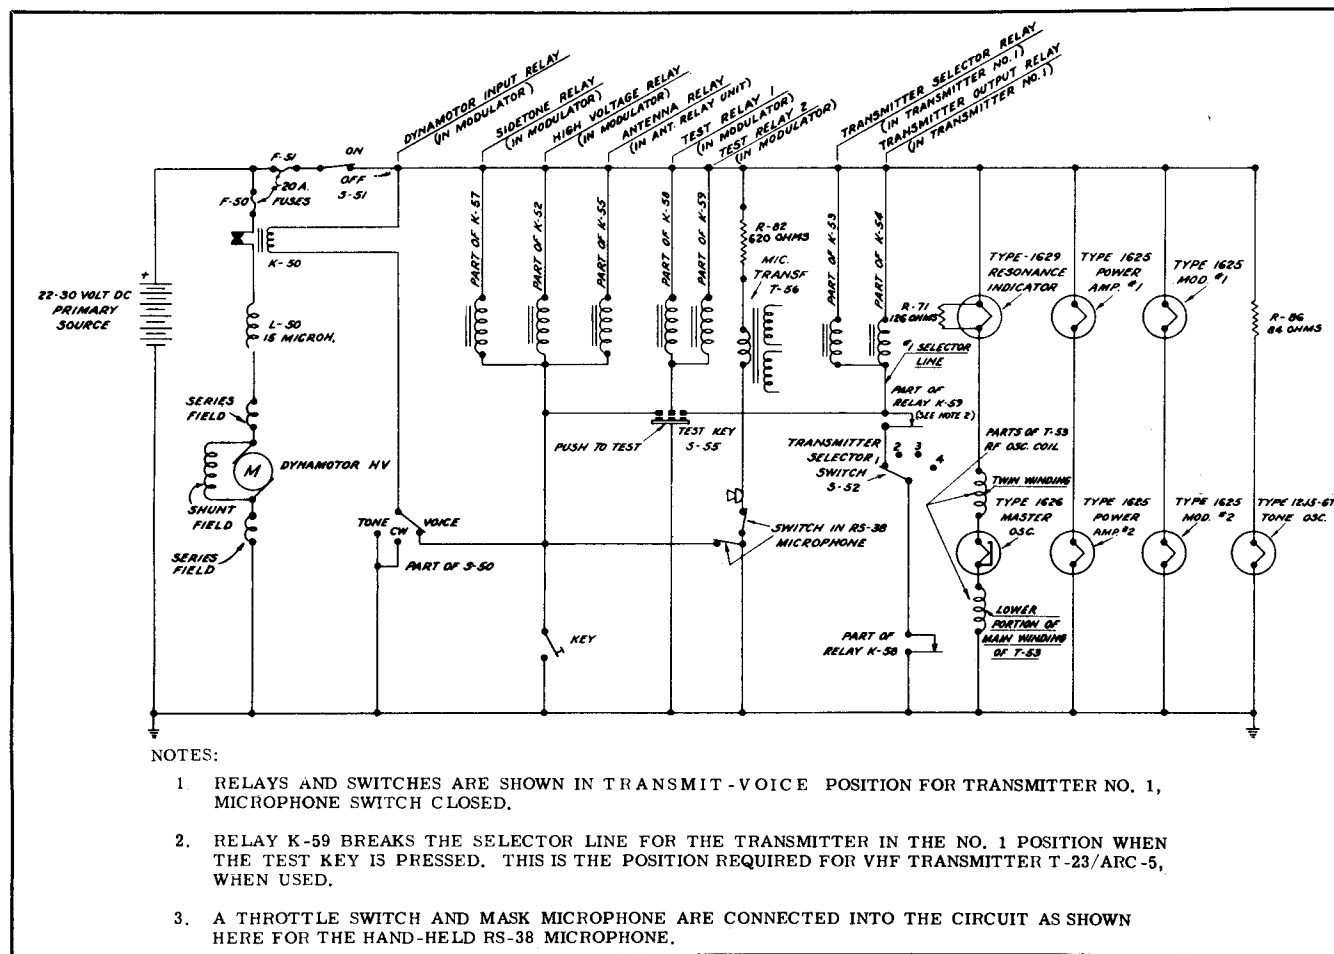 DYNAMOTOR INPUT RELAY
(IN MODULATOR)
SIDETONE RELAY
(IN MODULATOR)
HIGH VOLTAGE RELAY
(IN MODULATOR)
ANTENNA RELAY
(IN ANT. RELAY UNIT)
TEST RELAY 1
(IN MODULATOR)
TEST RELAY 2
(IN MODULATOR)
TRANSMITTER SELECTOR RELAY
(IN TRANSMITTER NO. 1)
TRANSMITTER OUTPUT RELAY
(IN TRANSMITTER NO. 1)
F-51
ON
OFF
S-51
F-50
20A.
FUSES
K-50
PART OF K-57
PART OF K-52
PART OF K-55
PART OF K-58
PART OF K-59
R-82
620 OHMS
MIC.
TRANSF
T-56
PART OF K-53
PART OF K-54
TYPE-1629
RESONANCE
INDICATOR
TYPE 1625
POWER
AMP. #1
TYPE 1625
MOD. #1
+
22-30 VOLT DC
PRIMARY
SOURCE
L-50
15 MICROH.
R-71
126 OHMS
R-86
84 OHMS
#1 SELECTOR
LINE
SERIES
FIELD
PART OF
RELAY K-59
(SEE NOTE 2)
PUSH TO TEST
TEST KEY
S-55
TRANSMITTER
SELECTOR
SWITCH
S-52
1
2
3
4
PARTS OF T-53
RF OSC. COIL
M
DYNAMOTOR HV
TWIN WINDING
SHUNT
FIELD
TONE
CW
VOICE
SWITCH IN RS-38
MICROPHONE
TYPE 1626
MASTER
OSC.
TYPE 1625
POWER
AMP. #2
TYPE 1625
MOD. #2
TYPE 12J5-GT
TONE OSC.
SERIES
FIELD
PART OF S-50
KEY
PART OF
RELAY K-58
LOWER
PORTION OF
MAIN WINDING
OF T-53
NOTES:
1 RELAYS AND SWITCHES ARE SHOWN IN TRANSMIT-VOICE POSITION FOR TRANSMITTER NO. 1,
MICROPHONE SWITCH CLOSED.
2. RELAY K-59 BREAKS THE SELECTOR LINE FOR THE TRANSMITTER IN THE NO. 1 POSITION WHEN
THE TEST KEY IS PRESSED. THIS IS THE POSITION REQUIRED FOR VHF TRANSMITTER T-23/ARC-5,
WHEN USED.
3. A THROTTLE SWITCH AND MASK MICROPHONE ARE CONNECTED INTO THE CIRCUIT AS SHOWN
HERE FOR THE HAND-HELD RS-38 MICROPHONE.